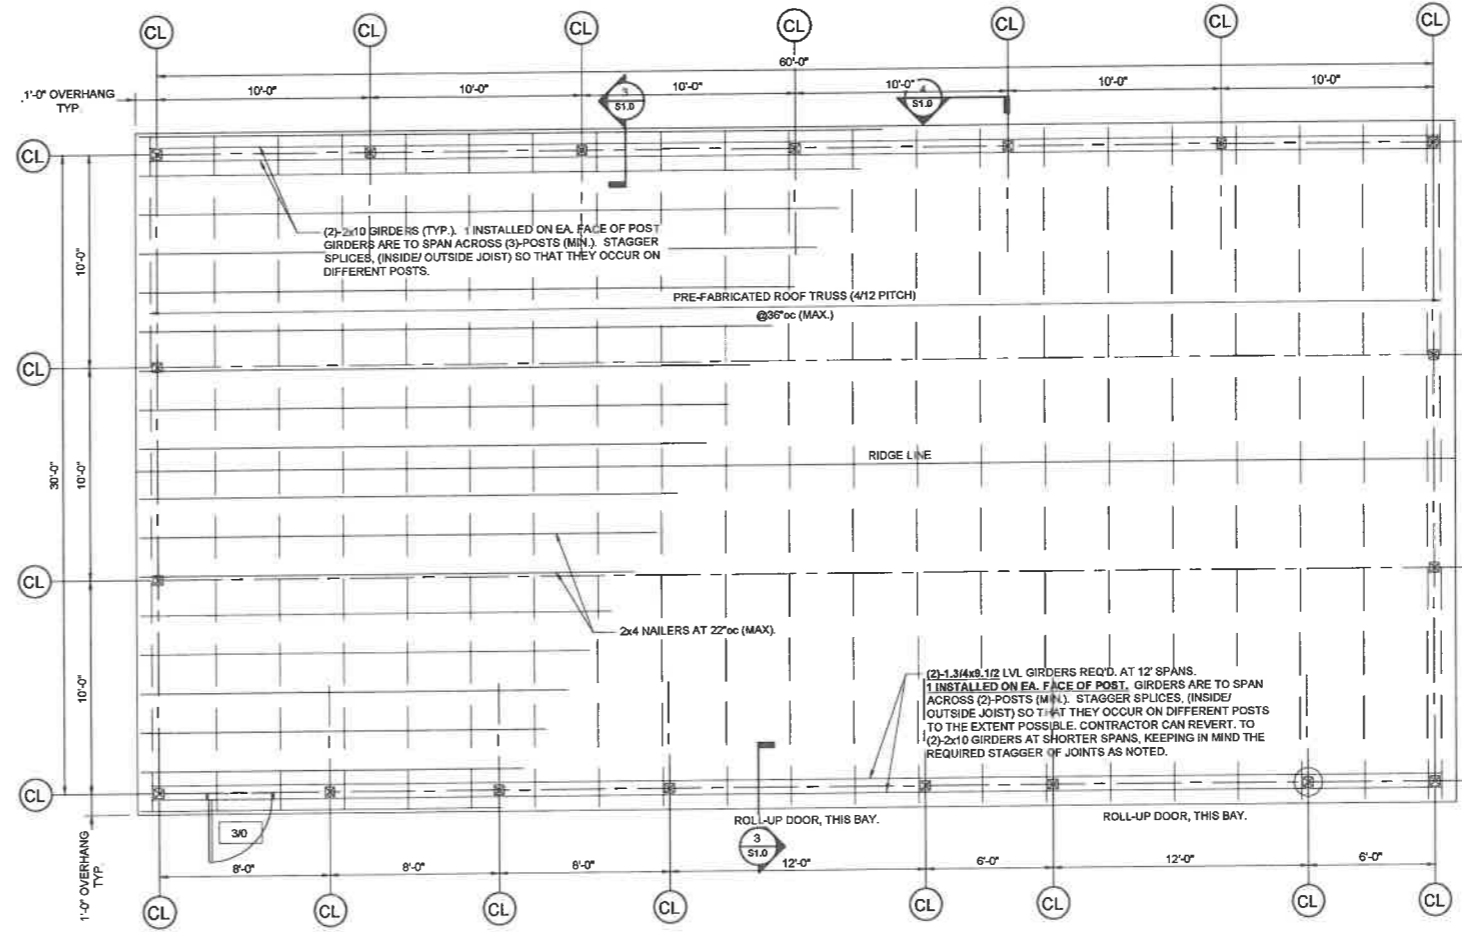 CL CL CL CL CL CL CL
60'-0"
1'-0" OVERHANG
TYP.
10'-0" 10'-0" 10'-0" 10'-0" 10'-0" 10'-0"
3
S1.0
4
S1.0
CL
CL
CL
CL
30'-0"
10'-0"
10'-0"
10'-0"
(2)-2x10 GIRDERS (TYP.). 1 INSTALLED ON EA. FACE OF POST
GIRDERS ARE TO SPAN ACROSS (3)-POSTS (MIN.). STAGGER
SPLICES, (INSIDE/ OUTSIDE JOIST) SO THAT THEY OCCUR ON
DIFFERENT POSTS.
PRE-FABRICATED ROOF TRUSS (4/12 PITCH)
@36"oc (MAX.)
RIDGE LINE
2x4 NAILERS AT 22"oc (MAX).
(2)-1.3/4x9.1/2 LVL GIRDERS REQ'D. AT 12' SPANS.
1 INSTALLED ON EA. FACE OF POST. GIRDERS ARE TO SPAN
ACROSS (2)-POSTS (MIN.). STAGGER SPLICES, (INSIDE/
OUTSIDE JOIST) SO THAT THEY OCCUR ON DIFFERENT POSTS
TO THE EXTENT POSSIBLE. CONTRACTOR CAN REVERT. TO
(2)-2x10 GIRDERS AT SHORTER SPANS, KEEPING IN MIND THE
REQUIRED STAGGER OF JOINTS AS NOTED.
3/0
ROLL-UP DOOR, THIS BAY.
ROLL-UP DOOR, THIS BAY.
3
S1.0
1'-0" OVERHANG
TYP.
8'-0" 8'-0" 8'-0" 12'-0" 6'-0" 12'-0" 6'-0"
CL CL CL CL CL CL CL CL